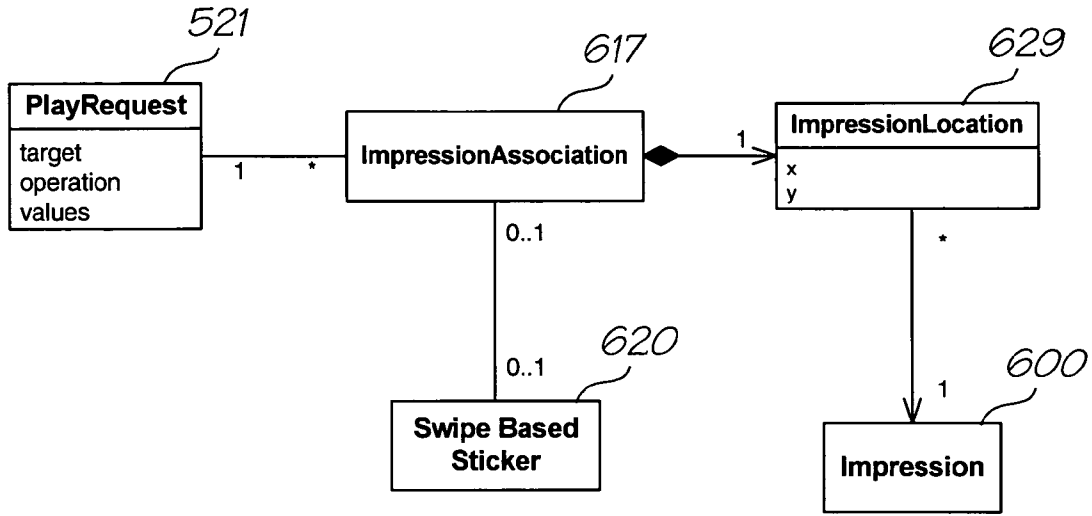 521
617
629
PlayRequest
target
operation
values
1
*
ImpressionAssociation
1
ImpressionLocation
x
y
0..1
*
0..1
620
600
1
Swipe Based
Sticker
Impression